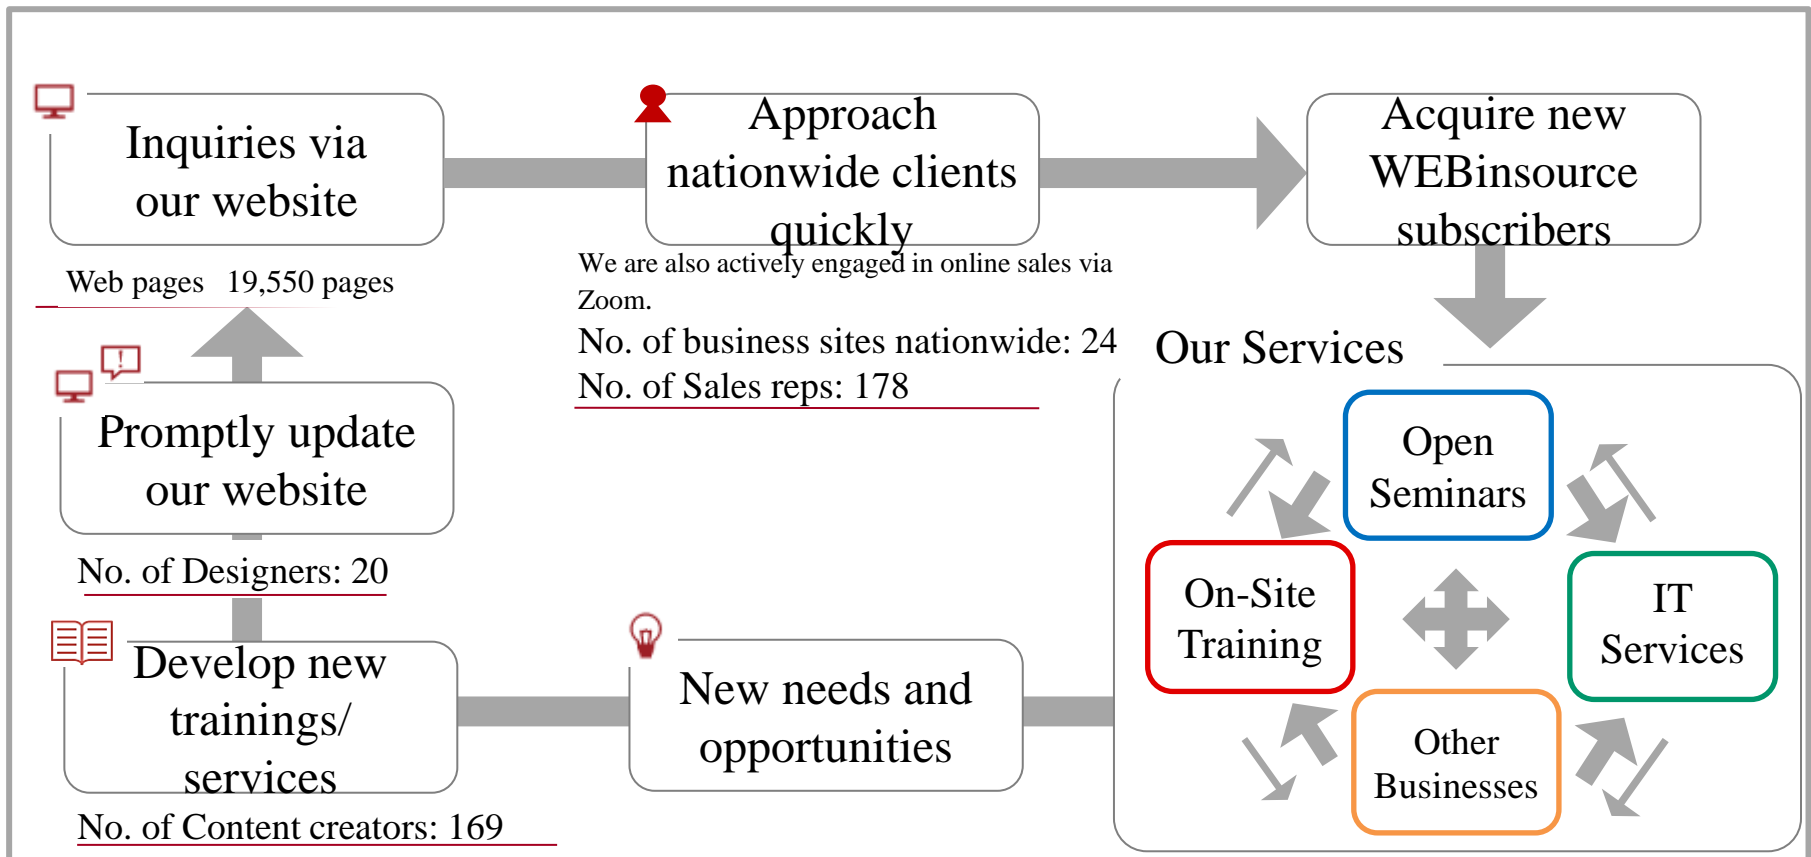 Inquiries via
our website
Web pages 19,550 pages
Approach
nationwide clients
quickly
We are also actively engaged in online sales via
Zoom.
No. of business sites nationwide: 24
No. of Sales reps: 178
Acquire new
WEBinsource
subscribers
Our Services
Open
Seminars
On-Site
Training
IT
Services
Other
Businesses
New needs and
opportunities
Develop new
trainings/
services
No. of Content creators: 169
Promptly update
our website
No. of Designers: 20